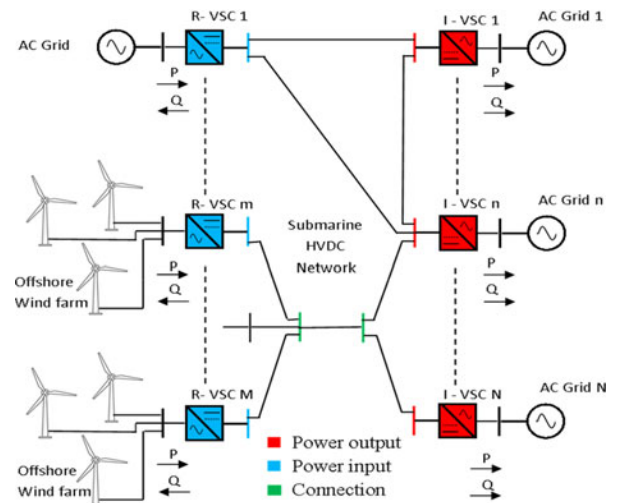 R- VSC 1
I - VSC 1
AC Grid 1
AC Grid
P
Q
P
Q
R- VSC m
I - VSC n
AC Grid n
Submarine
HVDC
Network
Offshore
Wind farm
P
Q
P
Q
R- VSC M
I - VSC N
AC Grid N
Power output
Power input
Connection
Offshore
Wind farm
P
Q
P
Q